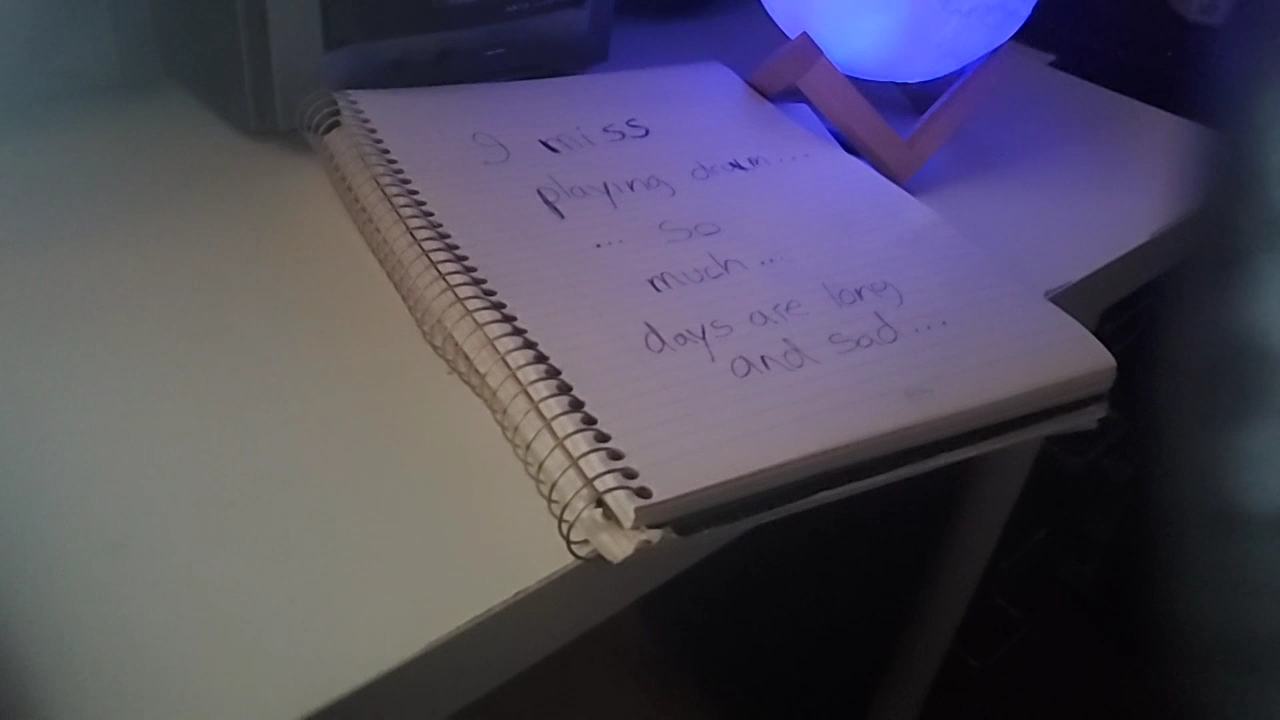 I miss
playing drum....
... So
much...
days are long
and sad...